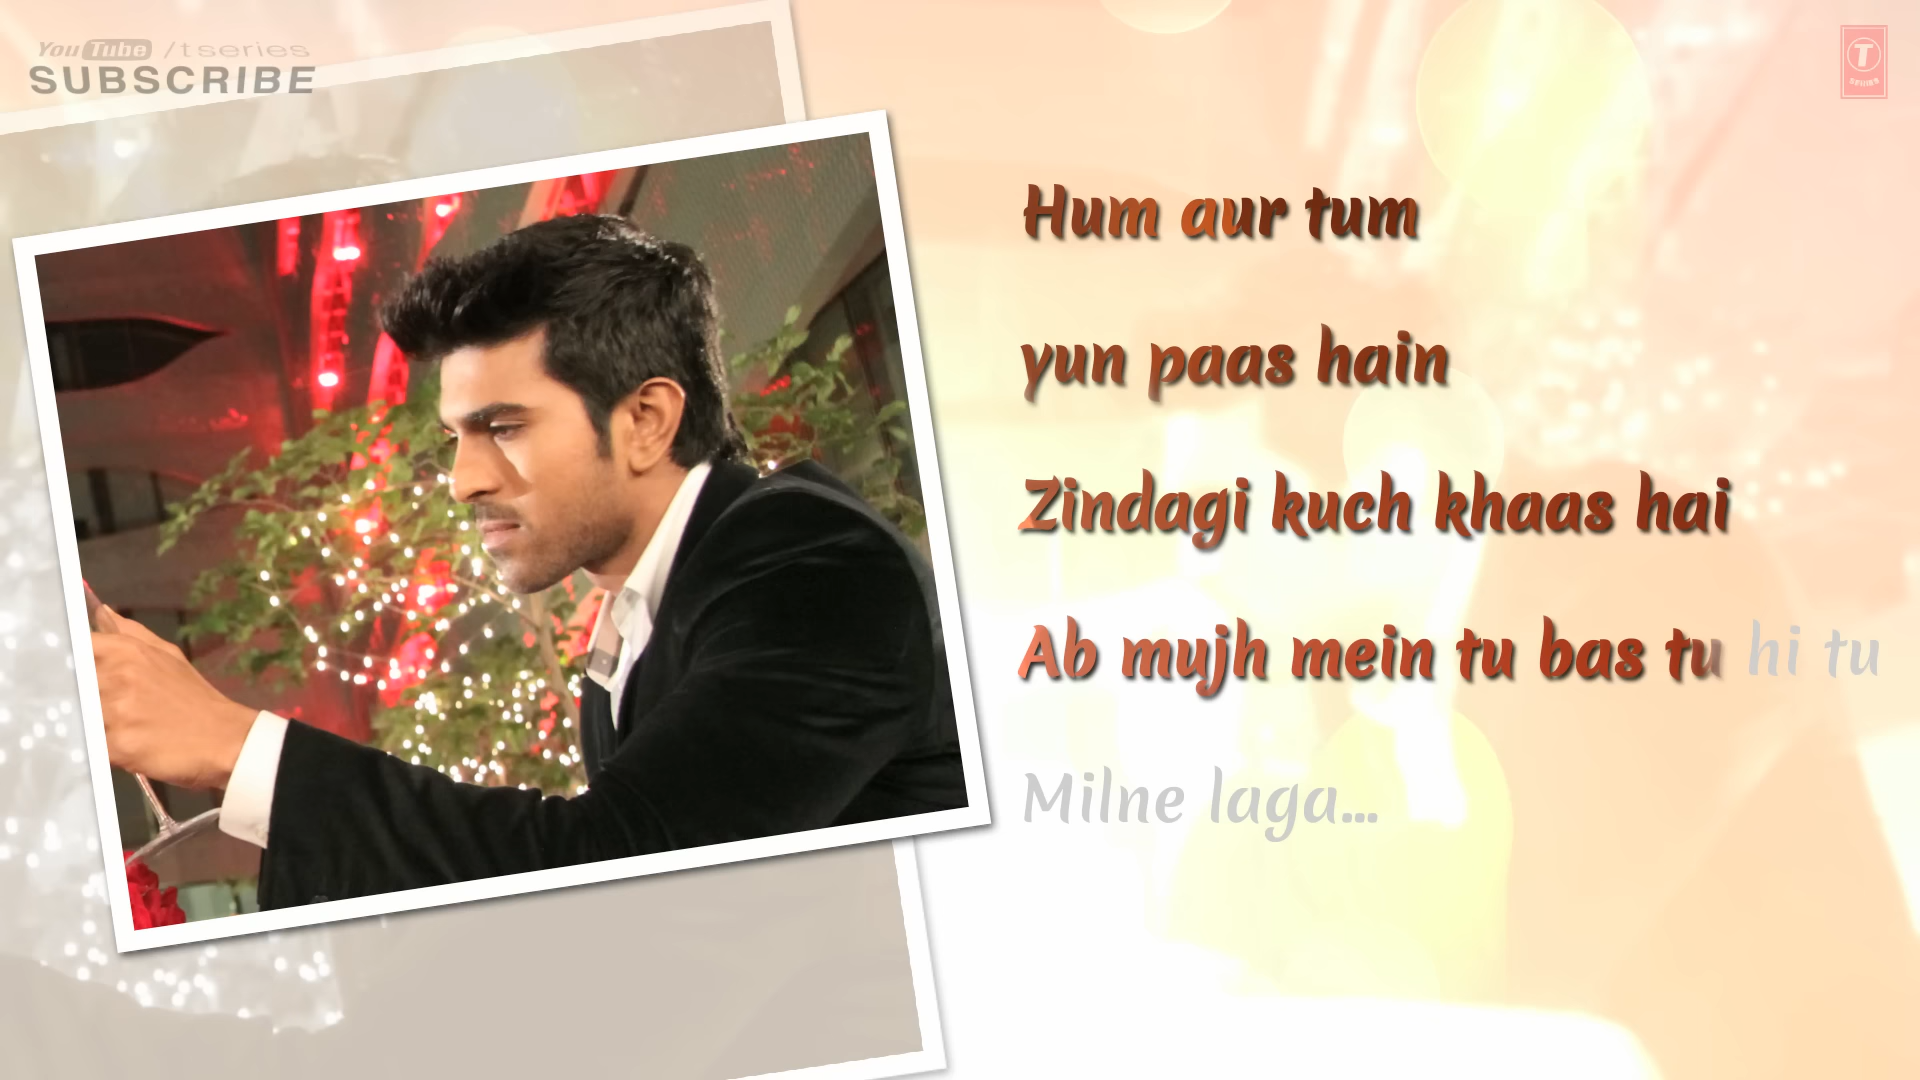 YouTube /tseries
SUBSCRIBE
T
SERIES
Hum aur tum
yun paas hain
Zindagi kuch khaas hai
Ab mujh mein tu bas tu hi tu
Milne laga...